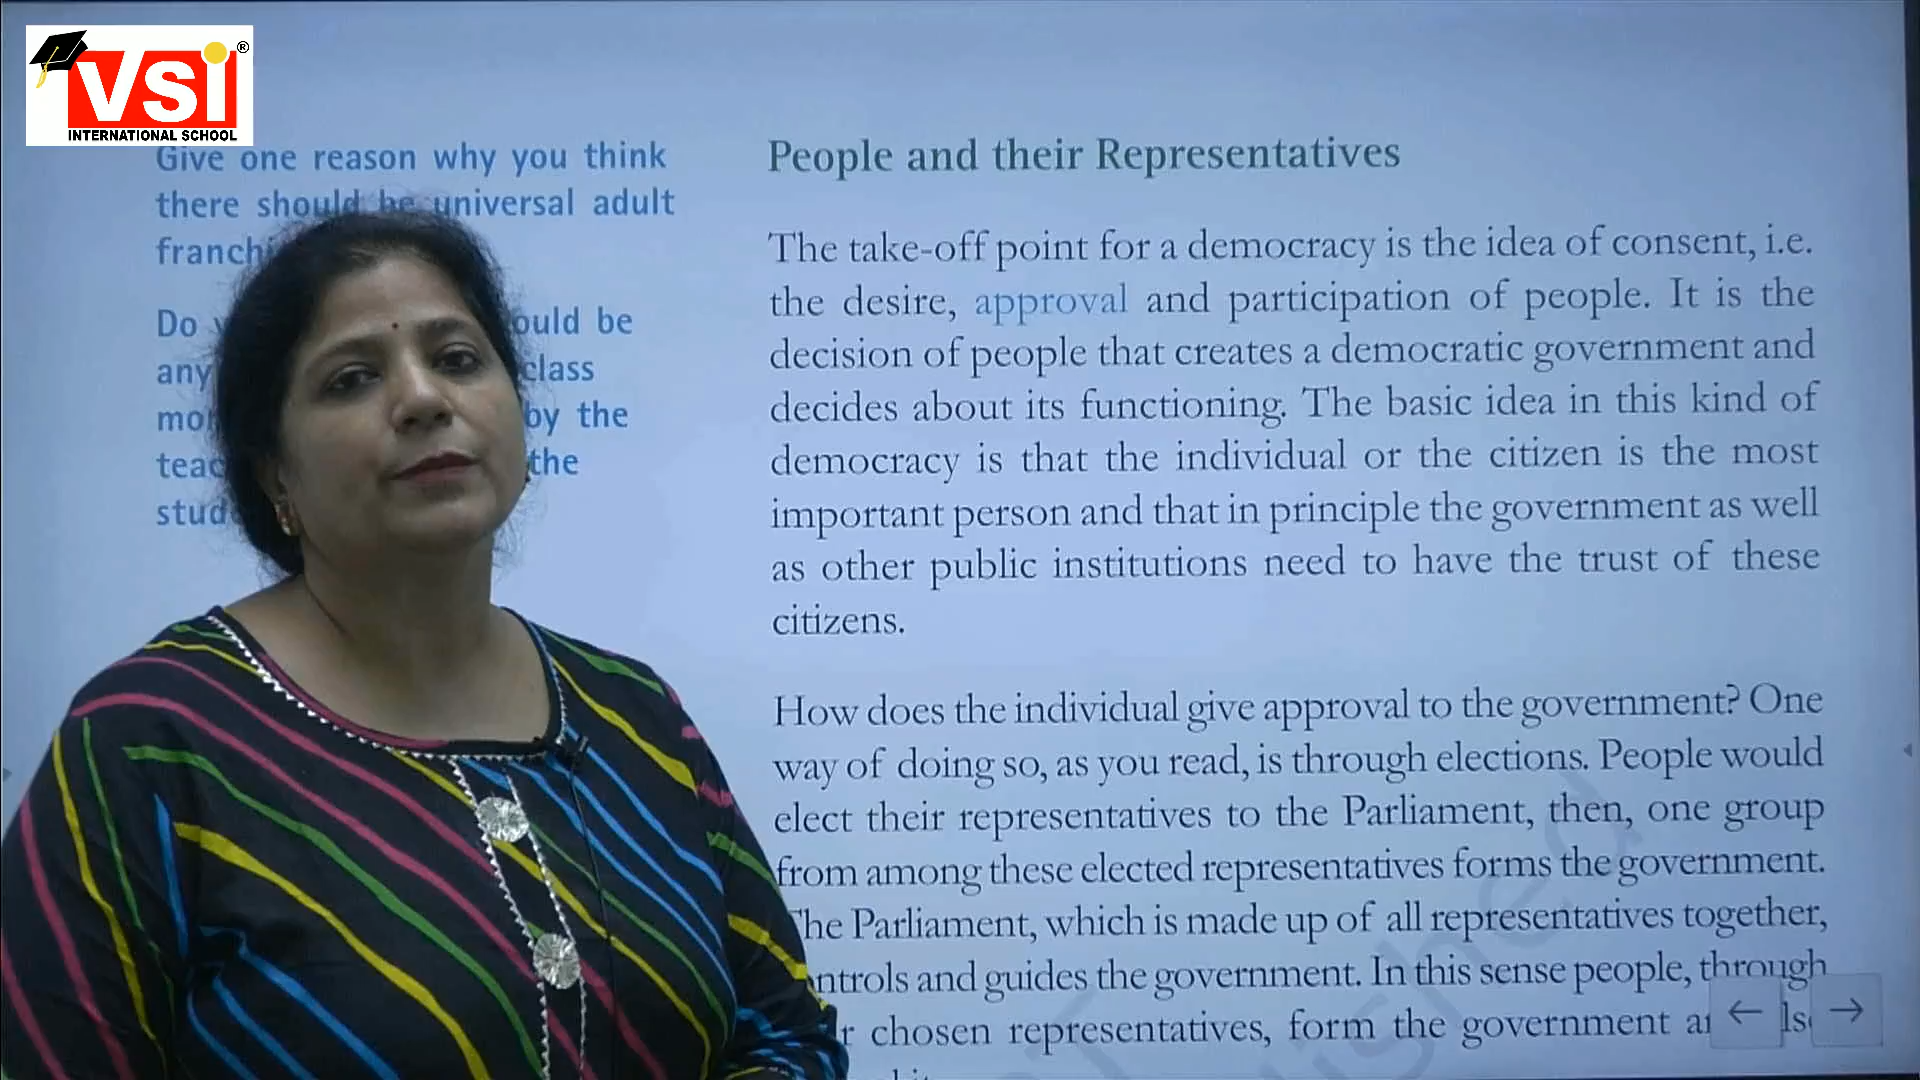 VSI®
INTERNATIONAL SCHOOL
Give one reason why you think
there should be universal adult
Do ould be
any class
by the
the
People and their Representatives
The take-off point for a democracy is the idea of consent, i.e.
the desire, approval and participation of people. It is the
decision of people that creates a democratic government and
decides about its functioning. The basic idea in this kind of
democracy is that the individual or the citizen is the most
important person and that in principle the government as well
as other public institutions need to have the trust of these
citizens.
How does the individual give approval to the government? One
way of doing so, as you read, is through elections. People would
elect their representatives to the Parliament, then, one group
from among these elected representatives forms the government.
The Parliament, which is made up of all representatives together,
ntrols and guides the government. In this sense people, through
r chosen representatives, form the government